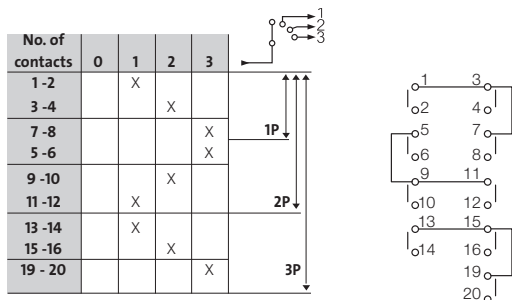 1
2
3
No. of contacts 0 1 2 3
1 -2 X
3 -4 X
7 -8 X
5 -6 X
9 -10 X
11 -12 X
13 -14 X
15 -16 X
19 - 20 X
1P
2P
3P
1 3
2 4
5 7
6 8
9 11
10 12
13 15
14 16
19
20